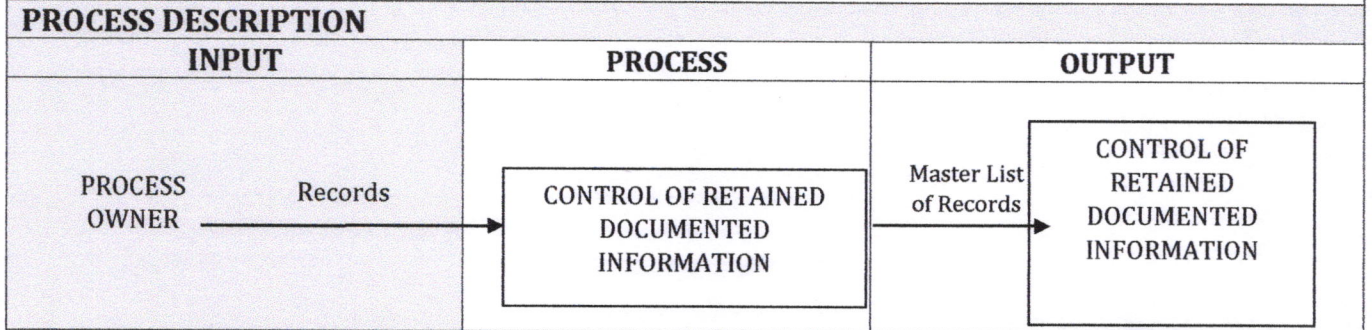 PROCESS DESCRIPTION
INPUT
PROCESS
OUTPUT
PROCESS
OWNER
Records
CONTROL OF RETAINED
DOCUMENTED
INFORMATION
Master List
of Records
CONTROL OF
RETAINED
DOCUMENTED
INFORMATION